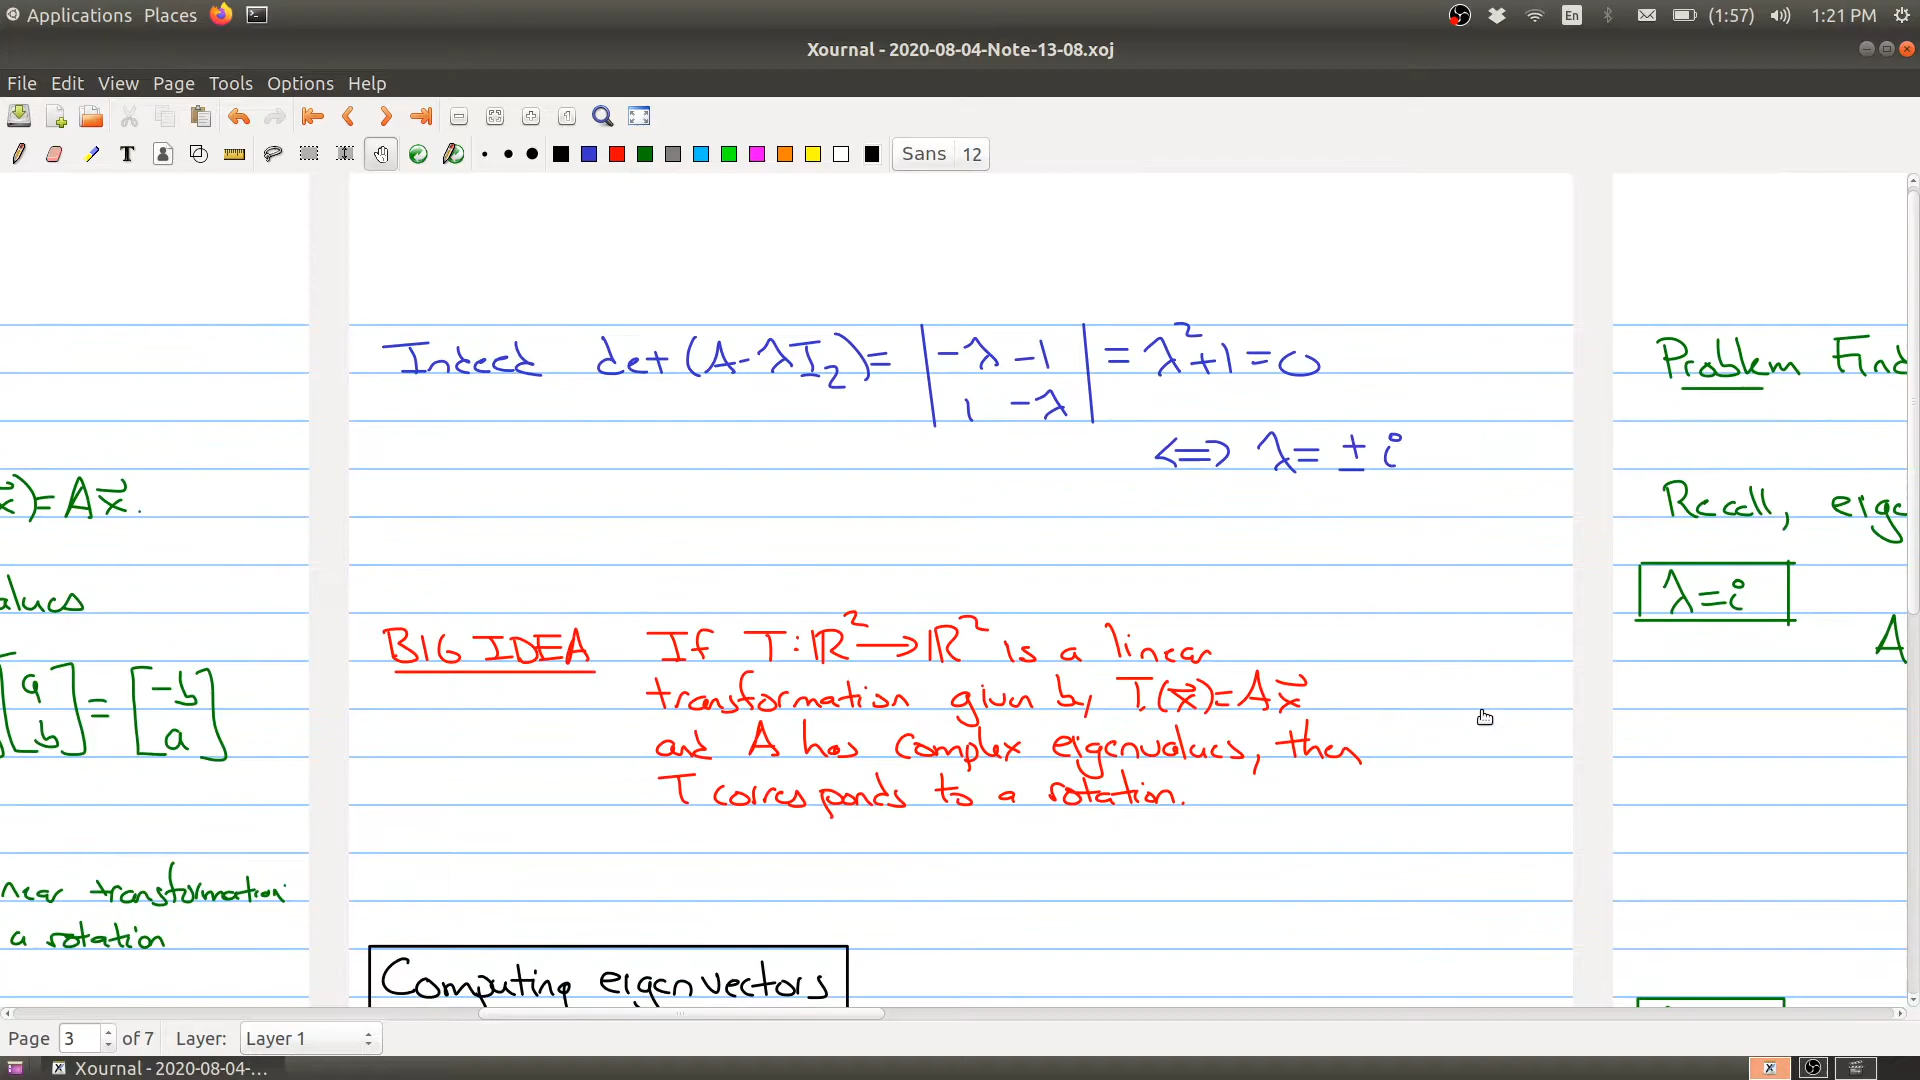 Applications Places En (1:57) 1:21 PM
Xournal - 2020-08-04-Note-13-08.xoj
File Edit View Page Tools Options Help
Sans 12
Indeed det (A-λI₂)= | -λ -1 | = λ²+1=0
| 1 -λ |
⟺ λ= ± i
x⃗)= Ax⃗.
BIG IDEA If T:ℝ²⟶ℝ² is a linear
transformation given by T(x⃗)=Ax⃗
and A has complex eigenvalues, then
T corresponds to a rotation.
[a b] = [-b a]
near transformation
a rotation
Computing eigenvectors
Problem Find
Recall, eige
λ=i
A
Page 3 of 7 Layer: Layer 1
Xournal - 2020-08-04-...